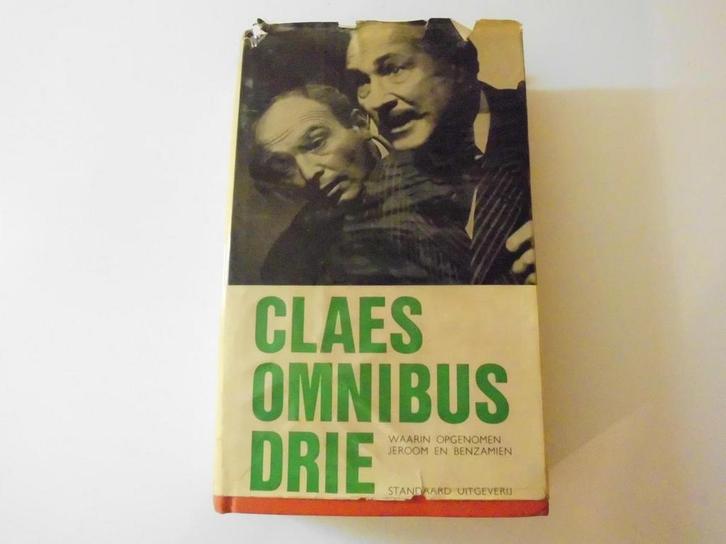 CLAES
OMNIBUS
DRIE
WAARIN OPGENOMEN
JEROOM EN BENZAMIEN
STANDAARD UITGEVERIJ